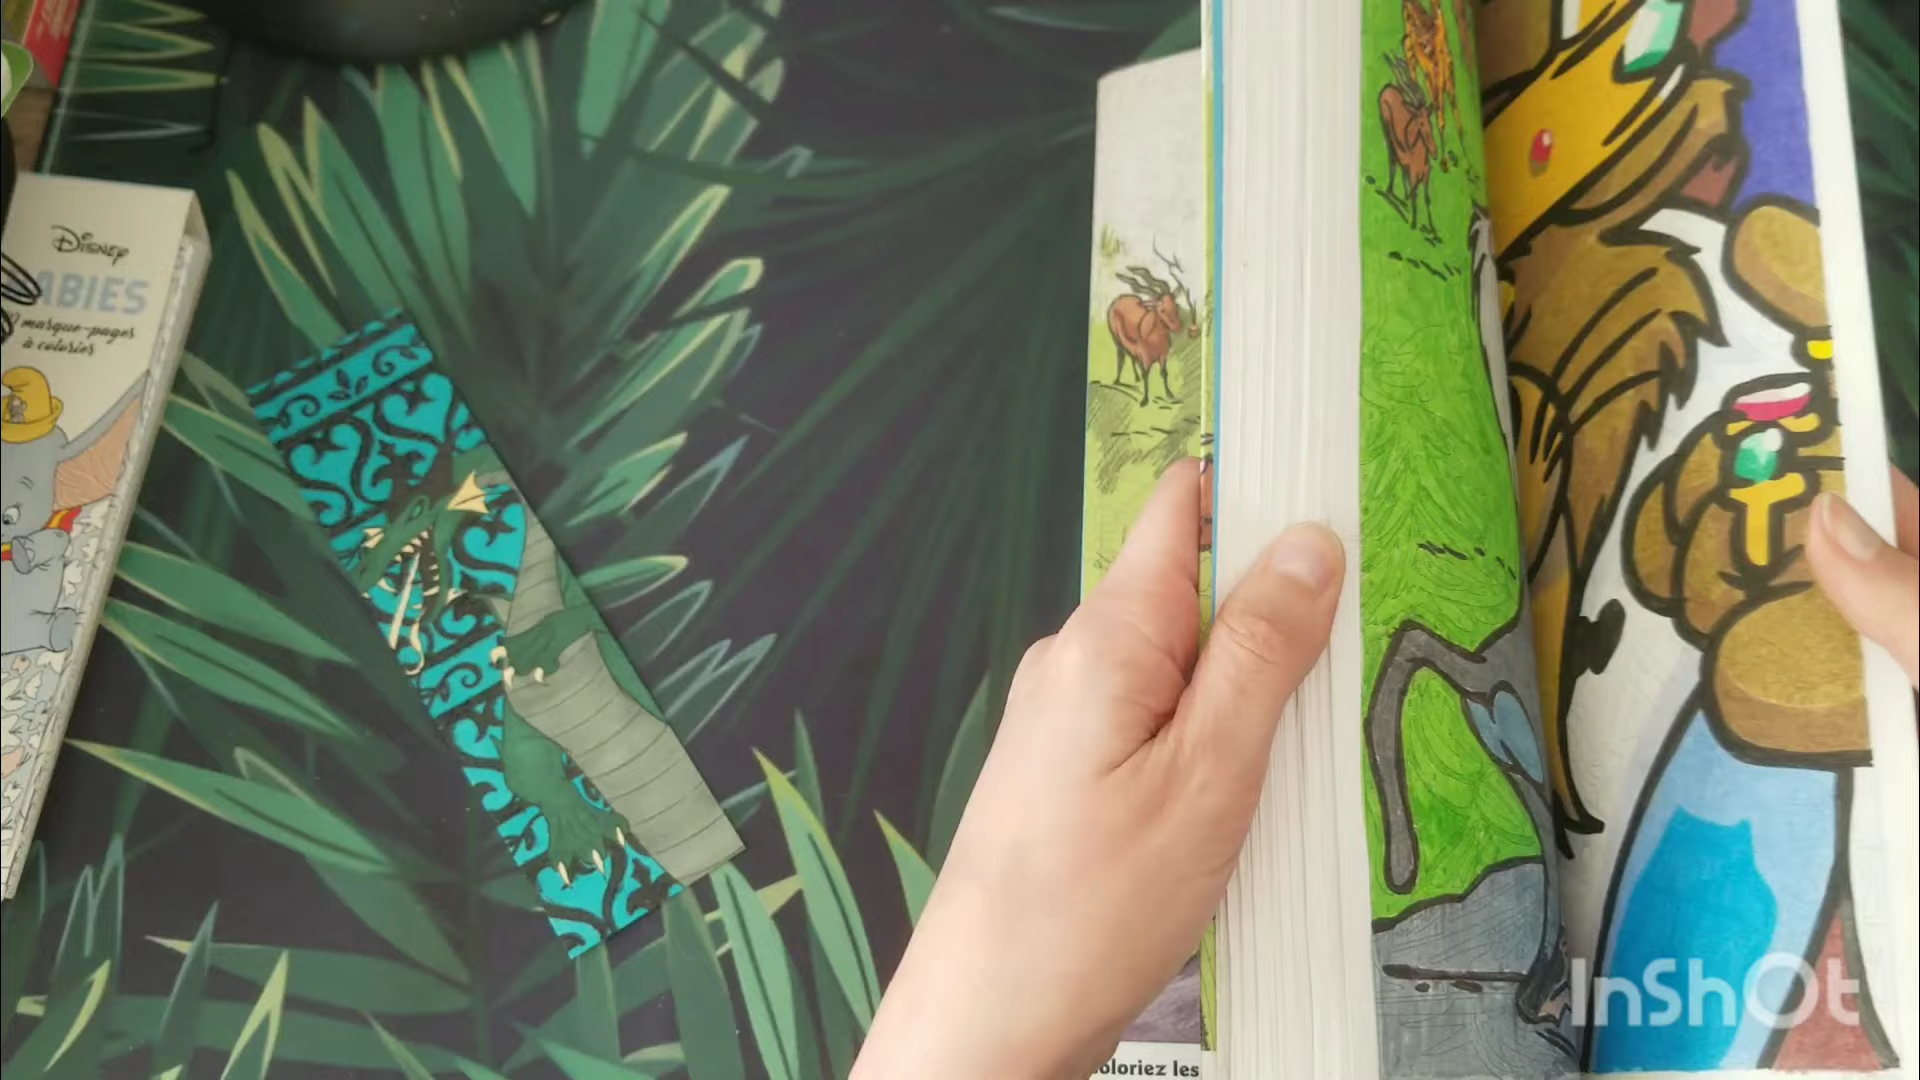 Disney
ABIES
marque-pages
à colorier
oloriez les
InShOt